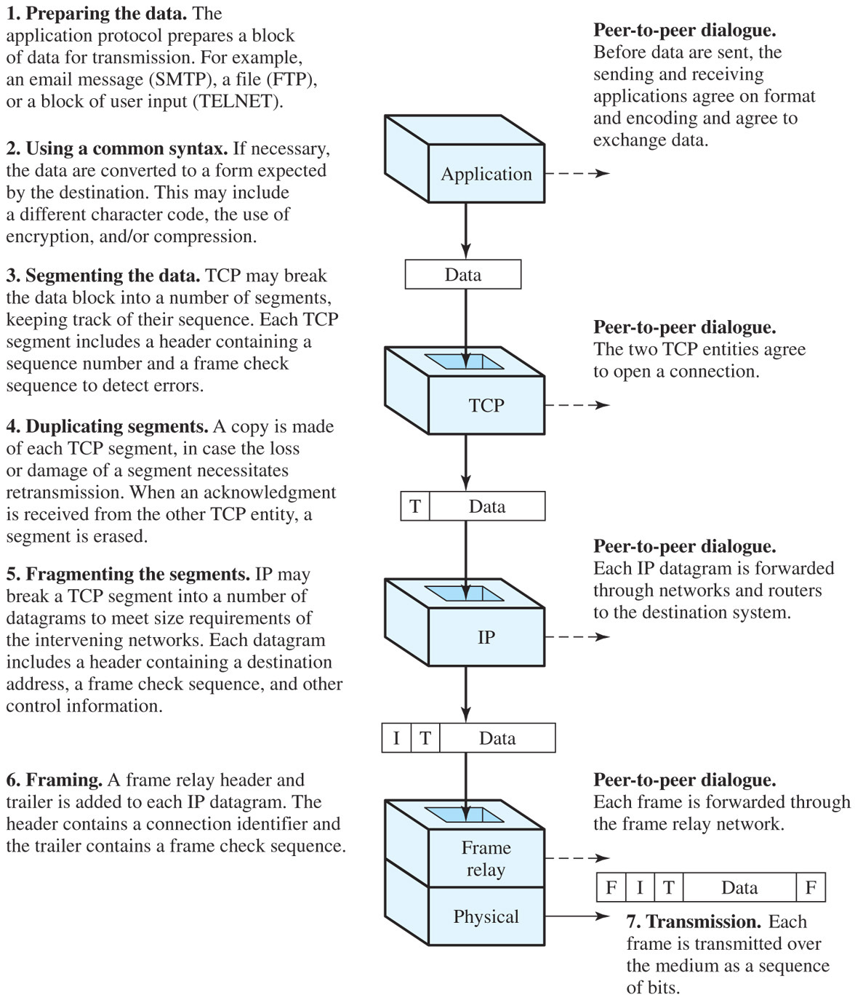 1. Preparing the data. The
application protocol prepares a block
of data for transmission. For example,
an email message (SMTP), a file (FTP),
or a block of user input (TELNET).
2. Using a common syntax. If necessary,
the data are converted to a form expected
by the destination. This may include
a different character code, the use of
encryption, and/or compression.
3. Segmenting the data. TCP may break
the data block into a number of segments,
keeping track of their sequence. Each TCP
segment includes a header containing a
sequence number and a frame check
sequence to detect errors.
4. Duplicating segments. A copy is made
of each TCP segment, in case the loss
or damage of a segment necessitates
retransmission. When an acknowledgment
is received from the other TCP entity, a
segment is erased.
5. Fragmenting the segments. IP may
break a TCP segment into a number of
datagrams to meet size requirements of
the intervening networks. Each datagram
includes a header containing a destination
address, a frame check sequence, and other
control information.
6. Framing. A frame relay header and
trailer is added to each IP datagram. The
header contains a connection identifier and
the trailer contains a frame check sequence.
Application
Data
TCP
T Data
IP
I T Data
Frame
relay
Physical
Peer-to-peer dialogue.
Before data are sent, the
sending and receiving
applications agree on format
and encoding and agree to
exchange data.
Peer-to-peer dialogue.
The two TCP entities agree
to open a connection.
Peer-to-peer dialogue.
Each IP datagram is forwarded
through networks and routers
to the destination system.
Peer-to-peer dialogue.
Each frame is forwarded through
the frame relay network.
F I T Data F
7. Transmission. Each
frame is transmitted over
the medium as a sequence
of bits.